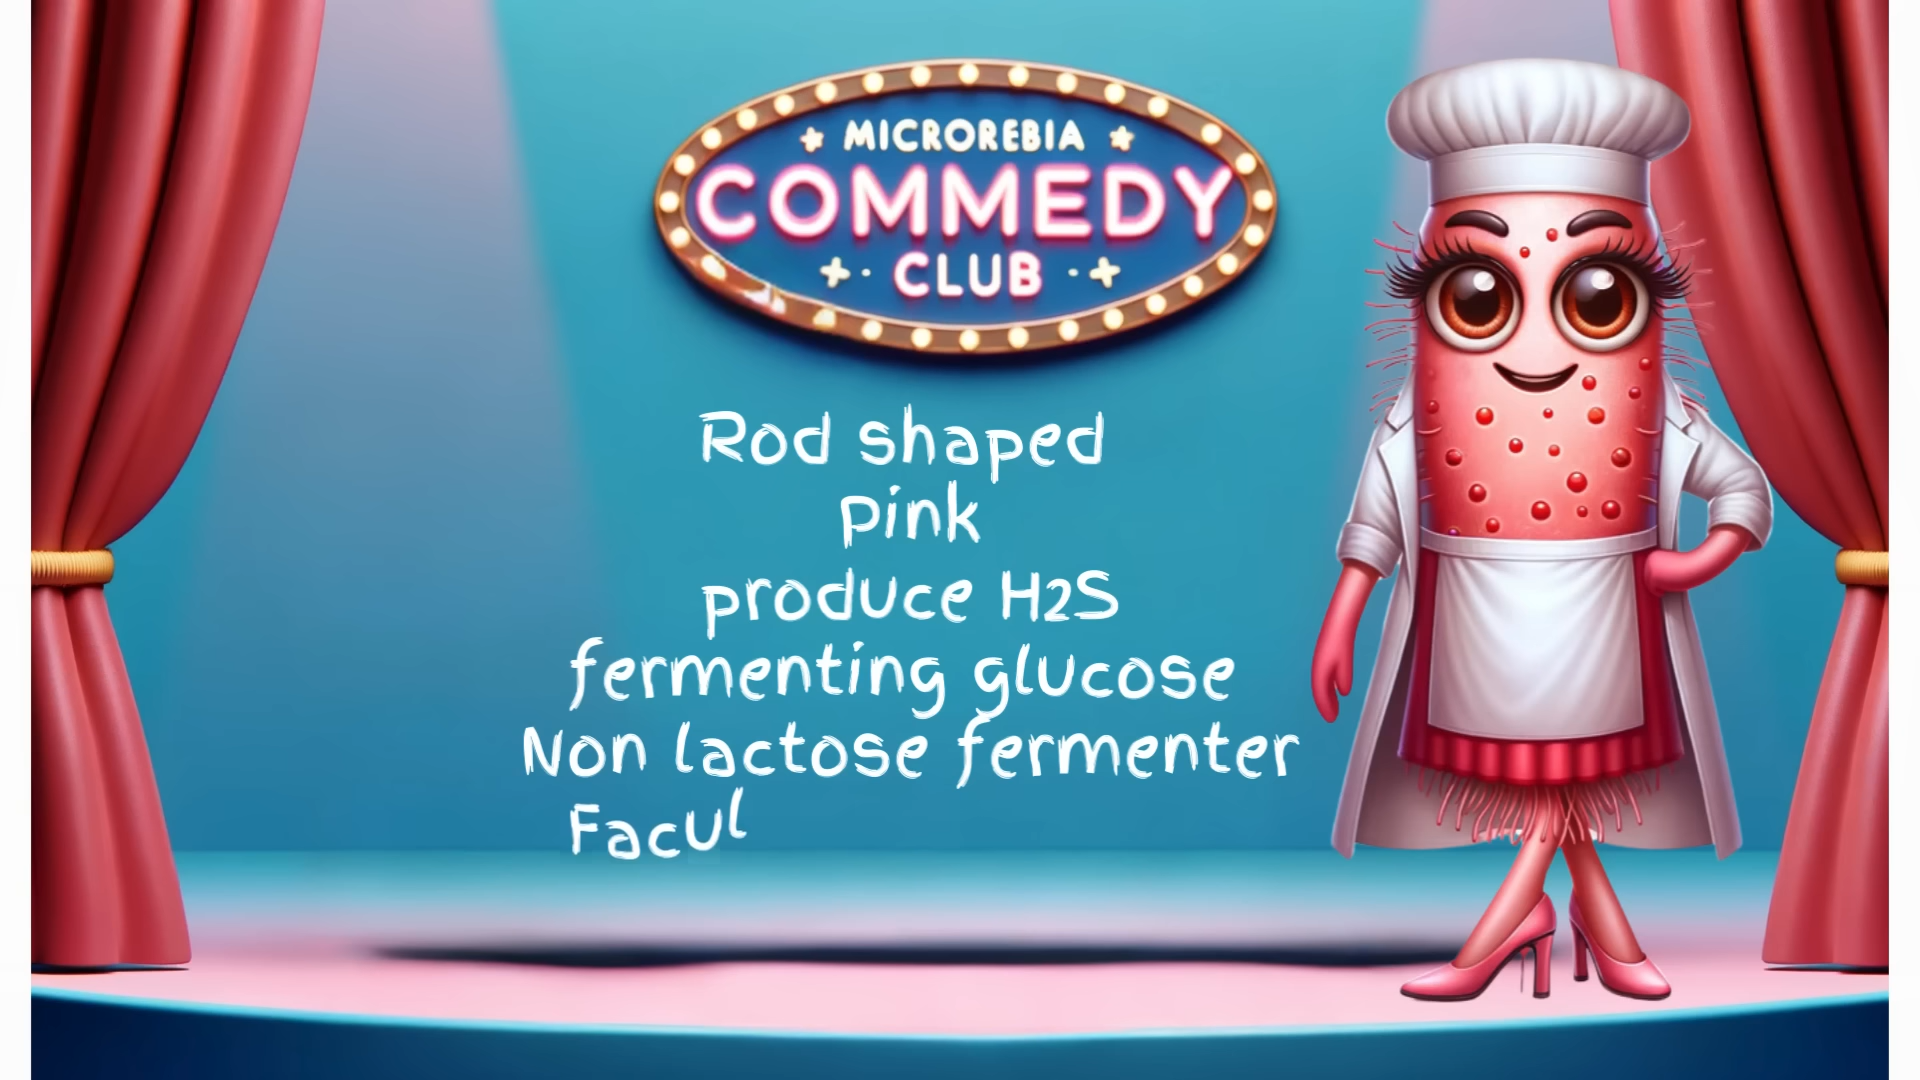 MICROREBIA
COMMEDY
CLUB
Rod shaped
Pink
produce H2S
fermenting glucose
Non lactose fermenter
Facul